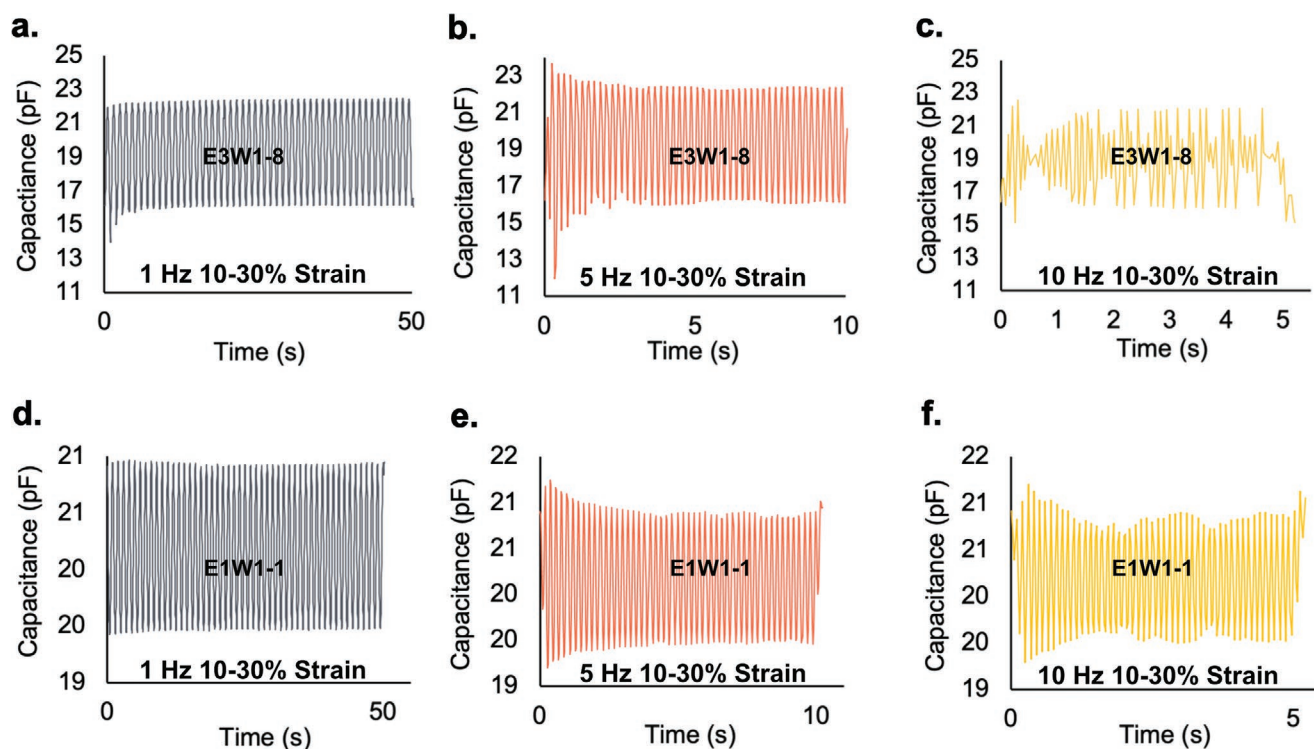 a.
Capactiance (pF)
25
23
21
19
17
15
13
11
E3W1-8
1 Hz 10-30% Strain
0
50
Time (s)
b.
Capacitance (pF)
23
21
19
17
16
13
11
E3W1-8
5 Hz 10-30% Strain
0
5
10
Time (s)
c.
Capacitance (pF)
25
23
21
19
17
15
13
11
E3W1-8
10 Hz 10-30% Strain
0
1
2
3
4
5
Time (s)
d.
Capacitance (pF)
21
21
20
20
19
E1W1-1
1 Hz 10-30% Strain
0
50
Time (s)
e.
Capacitance (pF)
22
21
21
20
20
19
E1W1-1
5 Hz 10-30% Strain
0
10
Time (s)
f.
Capacitance (pF)
22
21
21
20
20
19
E1W1-1
10 Hz 10-30% Strain
0
5
Time (s)